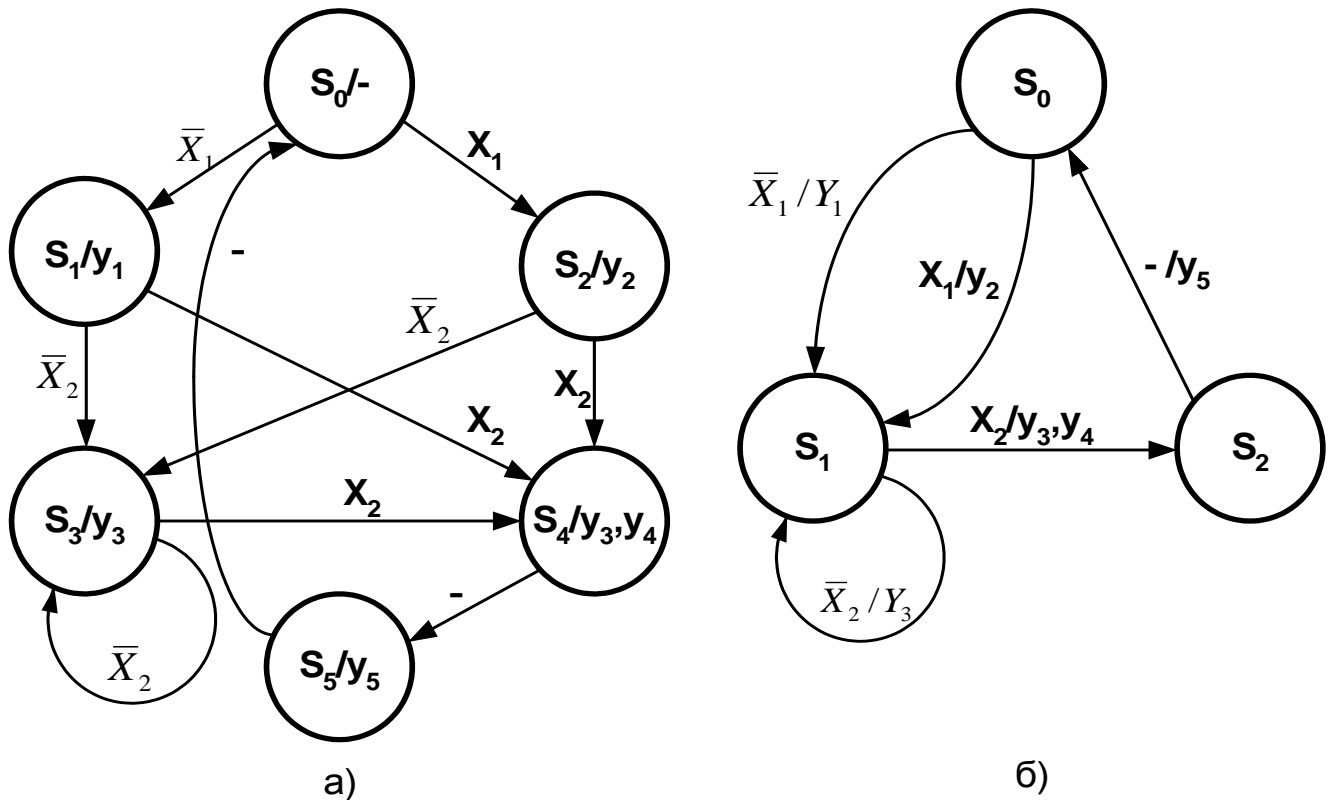 S₀/-
X̅₁
X₁
S₁/y₁
-
S₂/y₂
X̅₂
X̅₂
X₂
X₂
S₃/y₃
X₂
S₄/y₃,y₄
-
X̅₂
S₅/y₅
а)
S₀
X̅₁/Y₁
X₁/y₂
- /y₅
S₁
X₂/y₃,y₄
S₂
X̅₂/Y₃
б)